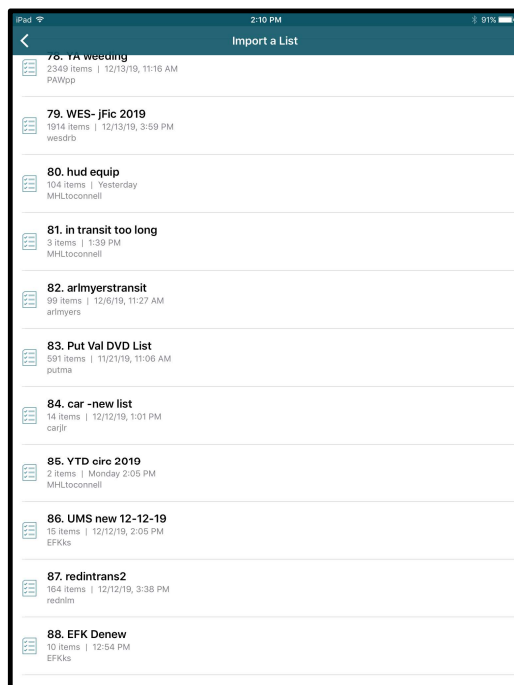 iPad
2:10 PM
91%
Import a List
78. YA weeding
2349 items | 12/13/19, 11:16 AM
PAWpp
79. WES- jFic 2019
1914 items | 12/13/19, 3:59 PM
wesdrb
80. hud equip
104 items | Yesterday
MHLtoconnell
81. in transit too long
3 items | 1:39 PM
MHLtoconnell
82. arlmyerstransit
99 items | 12/6/19, 11:27 AM
arlmyers
83. Put Val DVD List
591 items | 11/21/19, 11:06 AM
putma
84. car -new list
14 items | 12/12/19, 1:01 PM
carjlr
85. YTD circ 2019
2 items | Monday 2:05 PM
MHLtoconnell
86. UMS new 12-12-19
15 items | 12/12/19, 2:05 PM
EFKks
87. redintrans2
164 items | 12/12/19, 3:38 PM
rednlm
88. EFK Denew
10 items | 12:54 PM
EFKks